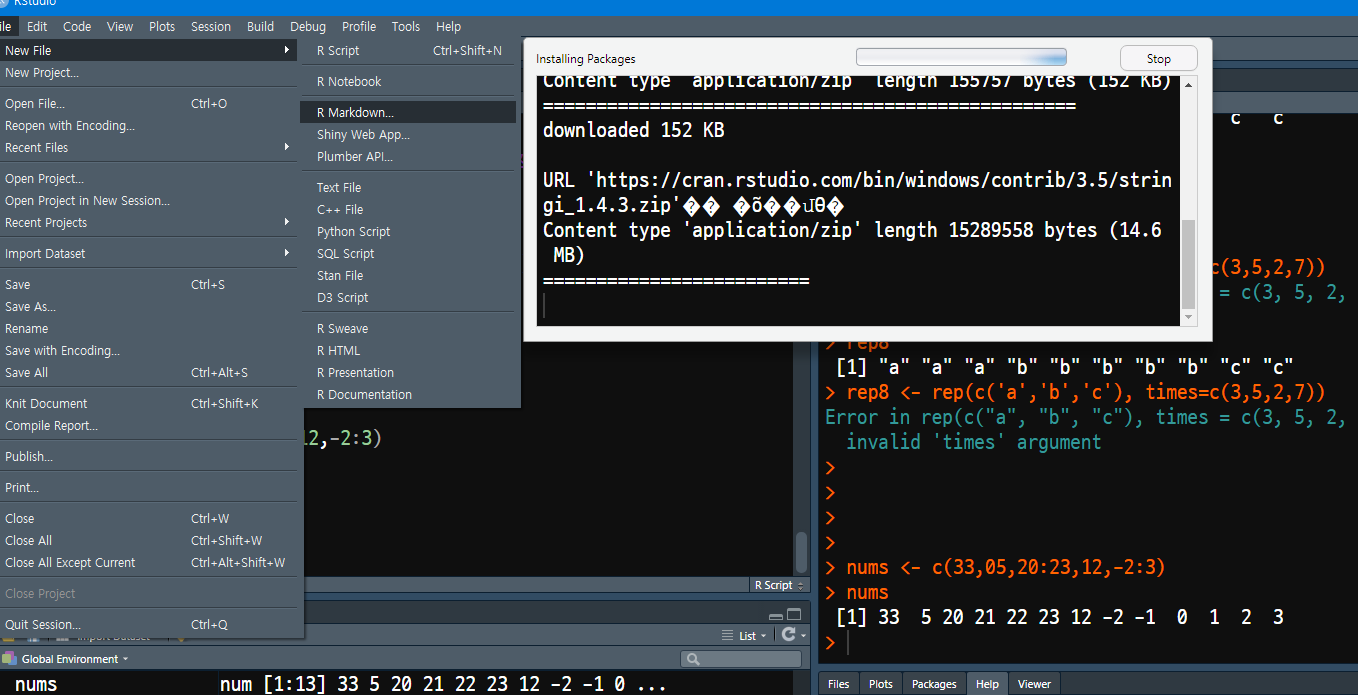 RStudio
ile Edit Code View Plots Session Build Debug Profile Tools Help
New File
New Project...
Open File... Ctrl+O
Reopen with Encoding...
Recent Files
Open Project...
Open Project in New Session...
Recent Projects
Import Dataset
Save Ctrl+S
Save As...
Rename
Save with Encoding...
Save All Ctrl+Alt+S
Knit Document Ctrl+Shift+K
Compile Report...
Publish...
Print...
Close Ctrl+W
Close All Ctrl+Shift+W
Close All Except Current Ctrl+Alt+Shift+W
Close Project
Quit Session... Ctrl+Q
R Script Ctrl+Shift+N
R Notebook
R Markdown...
Shiny Web App...
Plumber API...
Text File
C++ File
Python Script
SQL Script
Stan File
D3 Script
R Sweave
R HTML
R Presentation
R Documentation
Installing Packages Stop
Content type 'application/zip' length 155757 bytes (152 KB)
==================================================
downloaded 152 KB
URL 'https://cran.rstudio.com/bin/windows/contrib/3.5/strin
gi_1.4.3.zip'
Content type 'application/zip' length 15289558 bytes (14.6
MB)
=========================
12,-2:3)
R Script
Import Dataset
List
Global Environment
nums num [1:13] 33 5 20 21 22 23 12 -2 -1 0 ...
c c
c(3,5,2,7))
= c(3, 5, 2,
> rep8
[1] "a" "a" "a" "b" "b" "b" "b" "b" "c" "c"
> rep8 <- rep(c('a','b','c'), times=c(3,5,2,7))
Error in rep(c("a", "b", "c"), times = c(3, 5, 2,
invalid 'times' argument
>
>
>
>
> nums <- c(33,05,20:23,12,-2:3)
> nums
[1] 33 5 20 21 22 23 12 -2 -1 0 1 2 3
>
Files Plots Packages Help Viewer